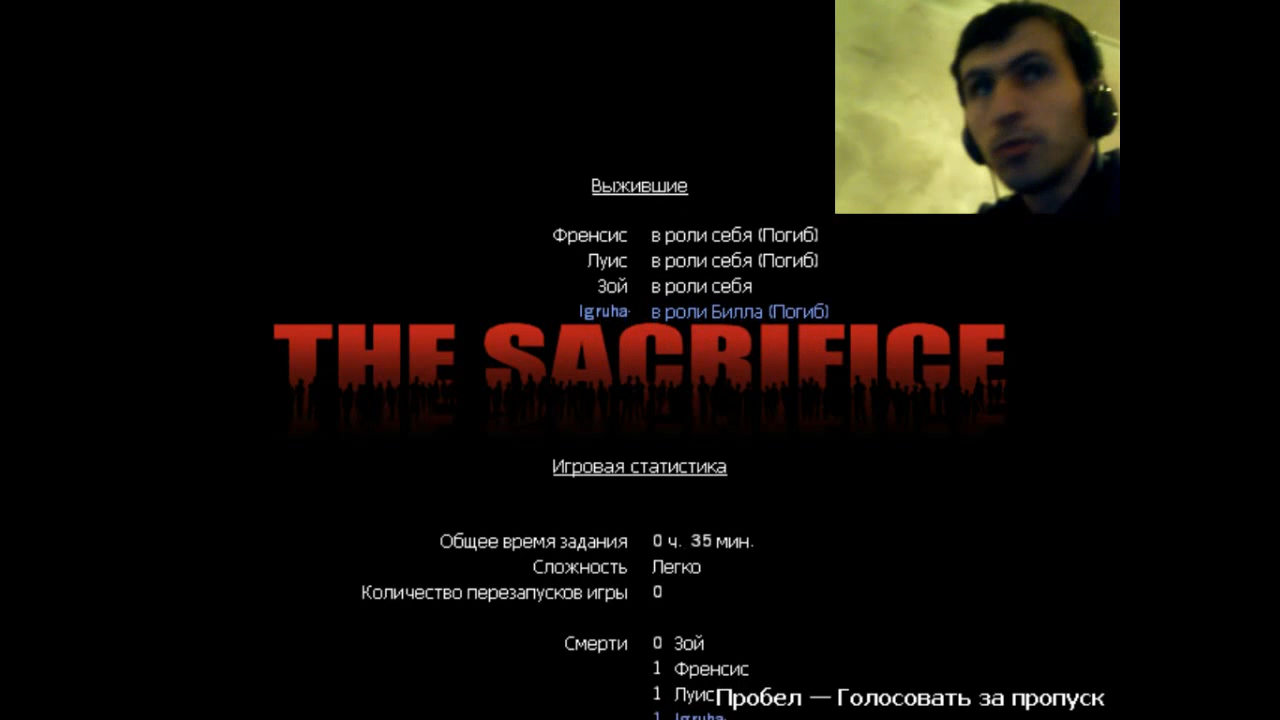 Выжившие
Френсис в роли себя (Погиб)
Луис в роли себя (Погиб)
Зой в роли себя
Igruha· в роли Билла (Погиб)
THE SACRIFICE
Игровая статистика
Общее время задания 0 ч. 35 мин.
Сложность Легко
Количество перезапусков игры 0
Смерти 0 Зой
1 Френсис
1 Луис
Пробел — Голосовать за пропуск
1 Igruha·